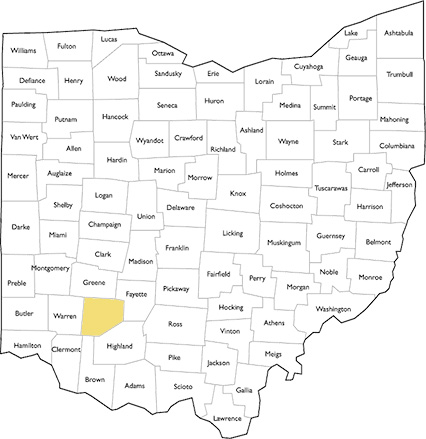 Lake
Ashtabula
Lucas
Williams
Fulton
Ottawa
Geauga
Cuyahoga
Trumbull
Defiance
Henry
Wood
Sandusky
Erie
Lorain
Portage
Paulding
Seneca
Huron
Medina
Summit
Mahoning
Putnam
Hancock
Ashland
Van Wert
Wyandot
Crawford
Richland
Wayne
Stark
Columbiana
Allen
Hardin
Marion
Morrow
Holmes
Carroll
Mercer
Auglaize
Jefferson
Tuscarawas
Logan
Knox
Shelby
Union
Delaware
Coshocton
Harrison
Darke
Miami
Champaign
Licking
Guernsey
Belmont
Franklin
Muskingum
Clark
Madison
Montgomery
Fairfield
Perry
Noble
Monroe
Preble
Greene
Fayette
Pickaway
Morgan
Butler
Warren
Hocking
Washington
Ross
Vinton
Athens
Hamilton
Clermont
Highland
Pike
Jackson
Meigs
Brown
Adams
Scioto
Gallia
Lawrence